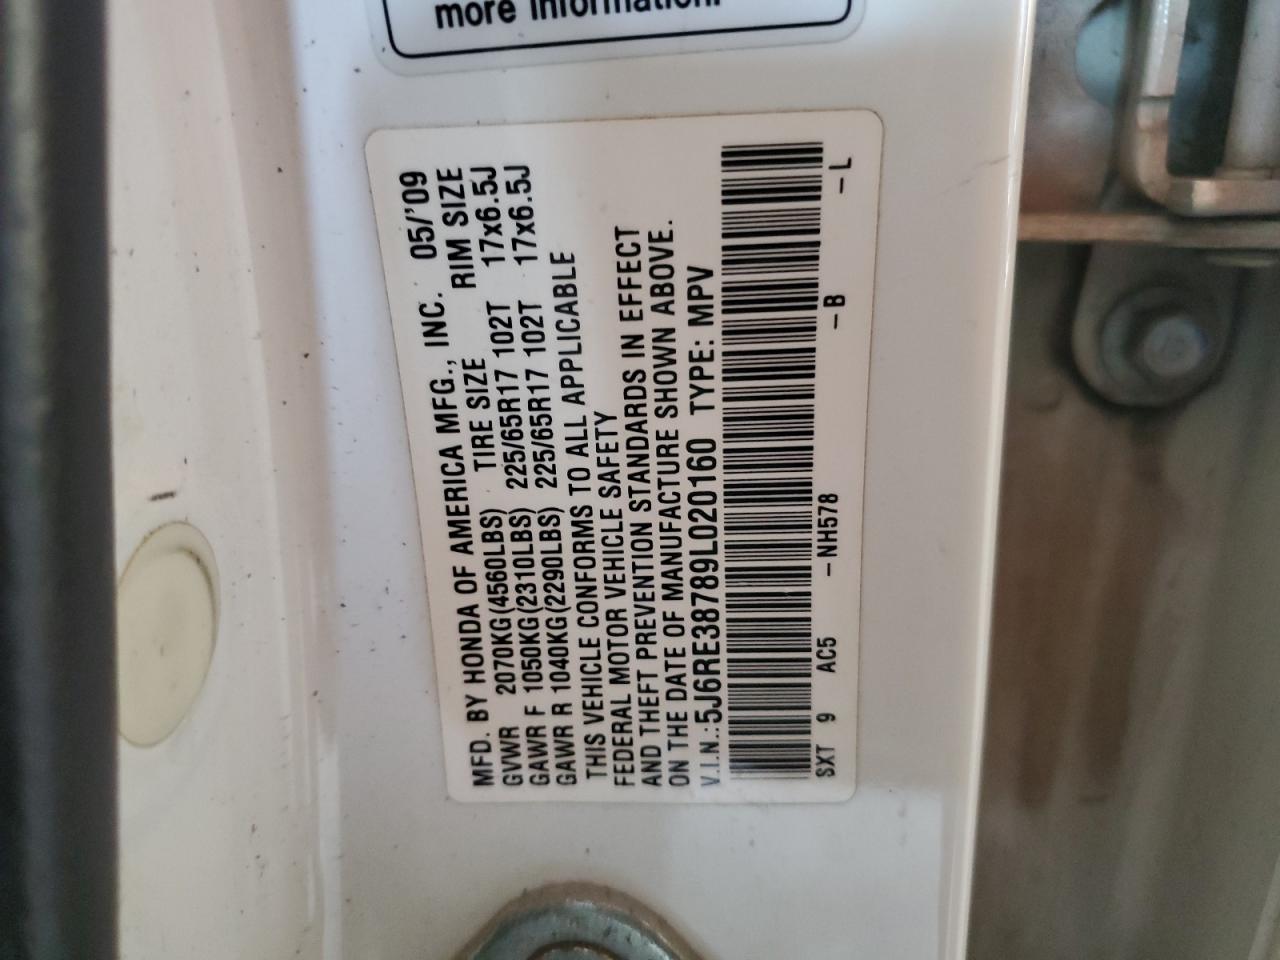 more information.
MFD. BY HONDA OF AMERICA MFG., INC. 05/'09
GVWR 2070KG(4560LBS) TIRE SIZE RIM SIZE
GAWR F 1050KG(2310LBS) 225/65R17 102T 17x6.5J
GAWR R 1040KG(2290LBS) 225/65R17 102T 17x6.5J
THIS VEHICLE CONFORMS TO ALL APPLICABLE
FEDERAL MOTOR VEHICLE SAFETY
AND THEFT PREVENTION STANDARDS IN EFFECT
ON THE DATE OF MANUFACTURE SHOWN ABOVE.
V.I.N.:5J6RE38789L020160 TYPE: MPV
SXT 9 AC5 -NH578 -B -L